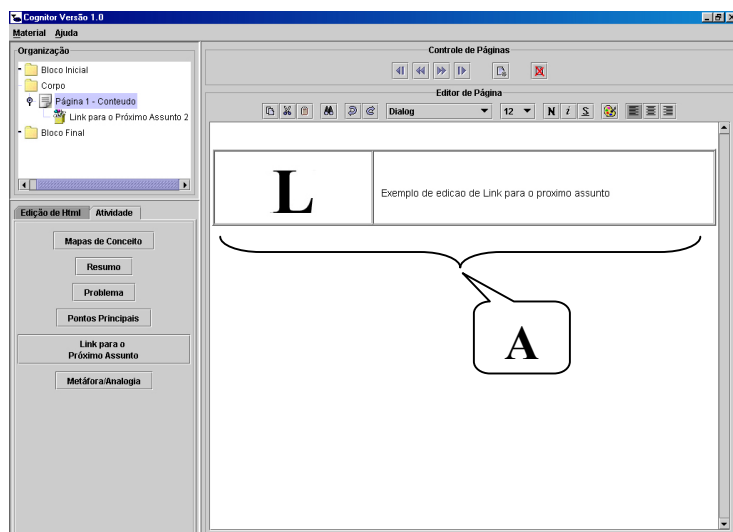 Cognitor Versão 1.0
Material Ajuda
Organização
Bloco Inicial
Corpo
Página 1 - Conteudo
Link para o Próximo Assunto 2
Bloco Final
Edição de Html Atividade
Mapas de Conceito
Resumo
Problema
Pontos Principais
Link para o
Próximo Assunto
Metáfora/Analogia
Controle de Páginas
Editor de Página
Dialog 12 N i S
L
Exemplo de edicao de Link para o proximo assunto
A